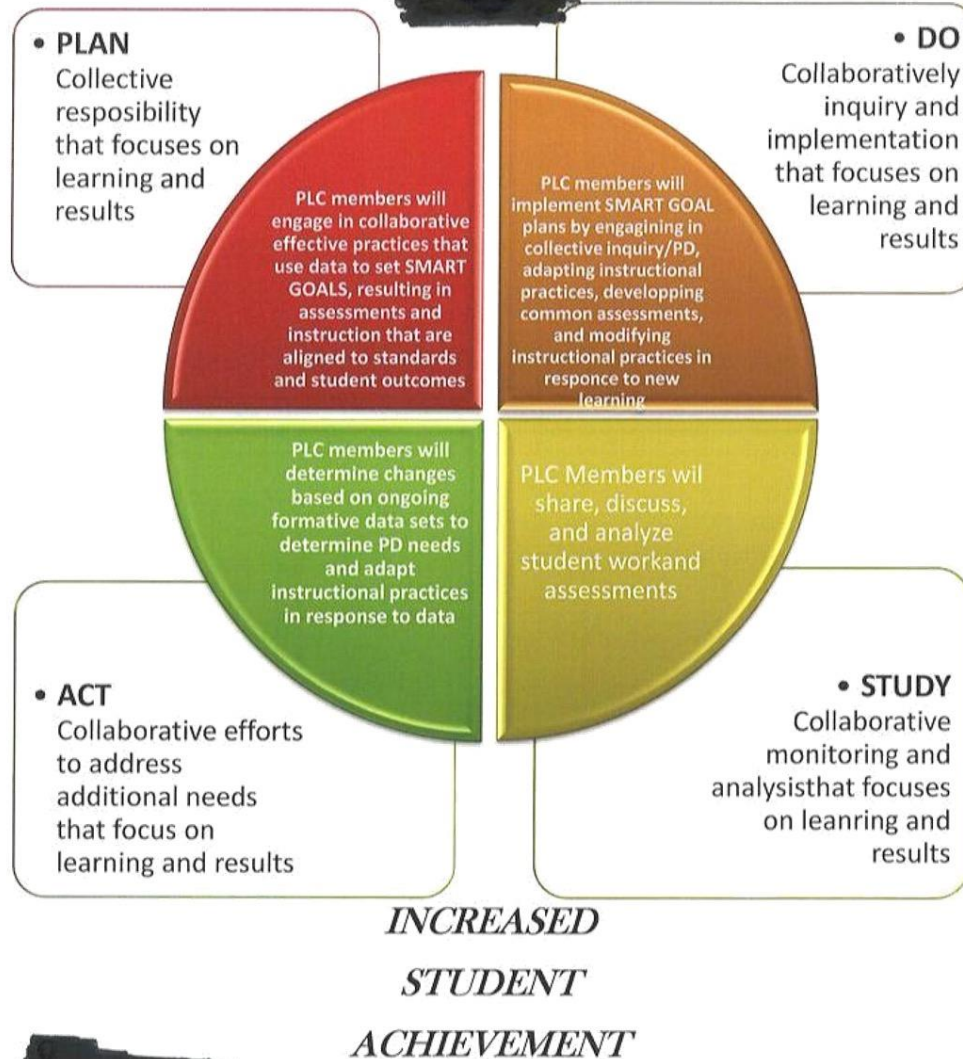 • PLAN
Collective
resposibility
that focuses on
learning and
results
• DO
Collaboratively
inquiry and
implementation
that focuses on
learning and
results
PLC members will
engage in collaborative
effective practices that
use data to set SMART
GOALS, resulting in
assessments and
instruction that are
aligned to standards
and student outcomes
PLC members will
implement SMART GOAL
plans by engagining in
collective inquiry/PD,
adapting instructional
practices, developping
common assessments,
and modifying
instructional practices in
responce to new
learning
PLC members will
determine changes
based on ongoing
formative data sets to
determine PD needs
and adapt
instructional practices
in response to data
PLC Members wil
share, discuss,
and analyze
student workand
assessments
• ACT
Collaborative efforts
to address
additional needs
that focus on
learning and results
• STUDY
Collaborative
monitoring and
analysisthat focuses
on leanring and
results
INCREASED
STUDENT
ACHIEVEMENT